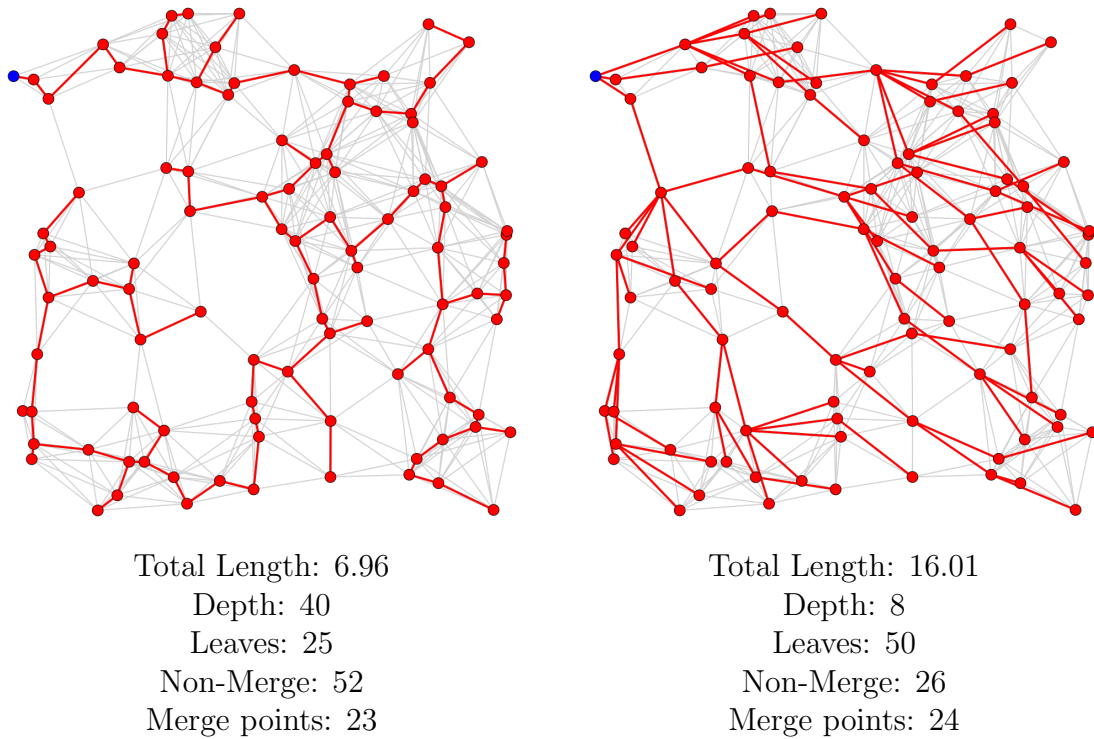 Total Length: 6.96
Depth: 40
Leaves: 25
Non-Merge: 52
Merge points: 23
Total Length: 16.01
Depth: 8
Leaves: 50
Non-Merge: 26
Merge points: 24